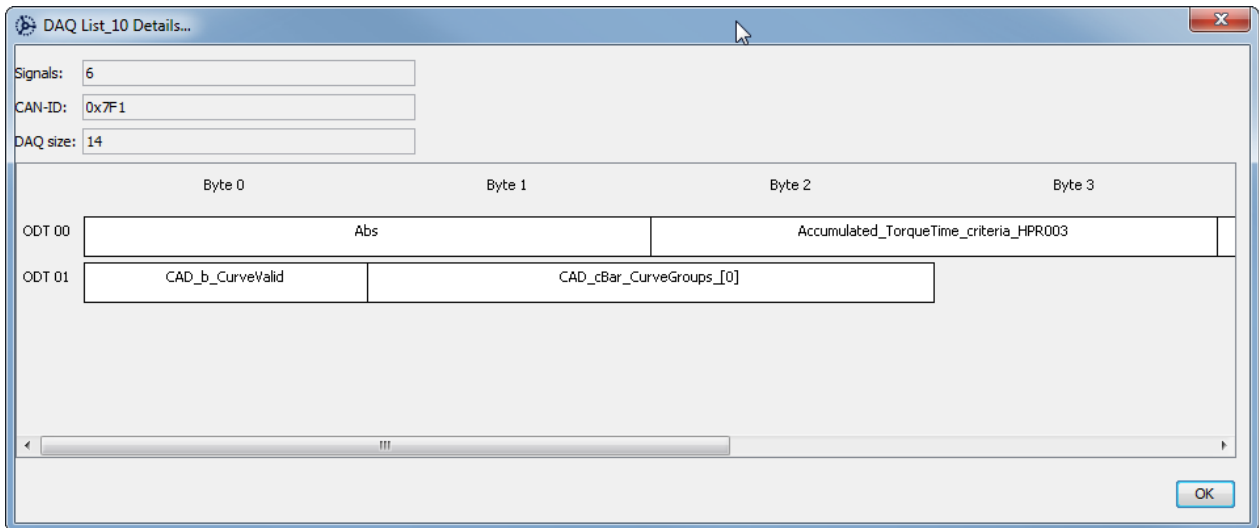 DAQ List_10 Details...
Signals: 6
CAN-ID: 0x7F1
DAQ size: 14
Byte 0 Byte 1 Byte 2 Byte 3
ODT 00 Abs Accumulated_TorqueTime_criteria_HPR003
ODT 01 CAD_b_CurveValid CAD_cBar_CurveGroups_[0]
OK